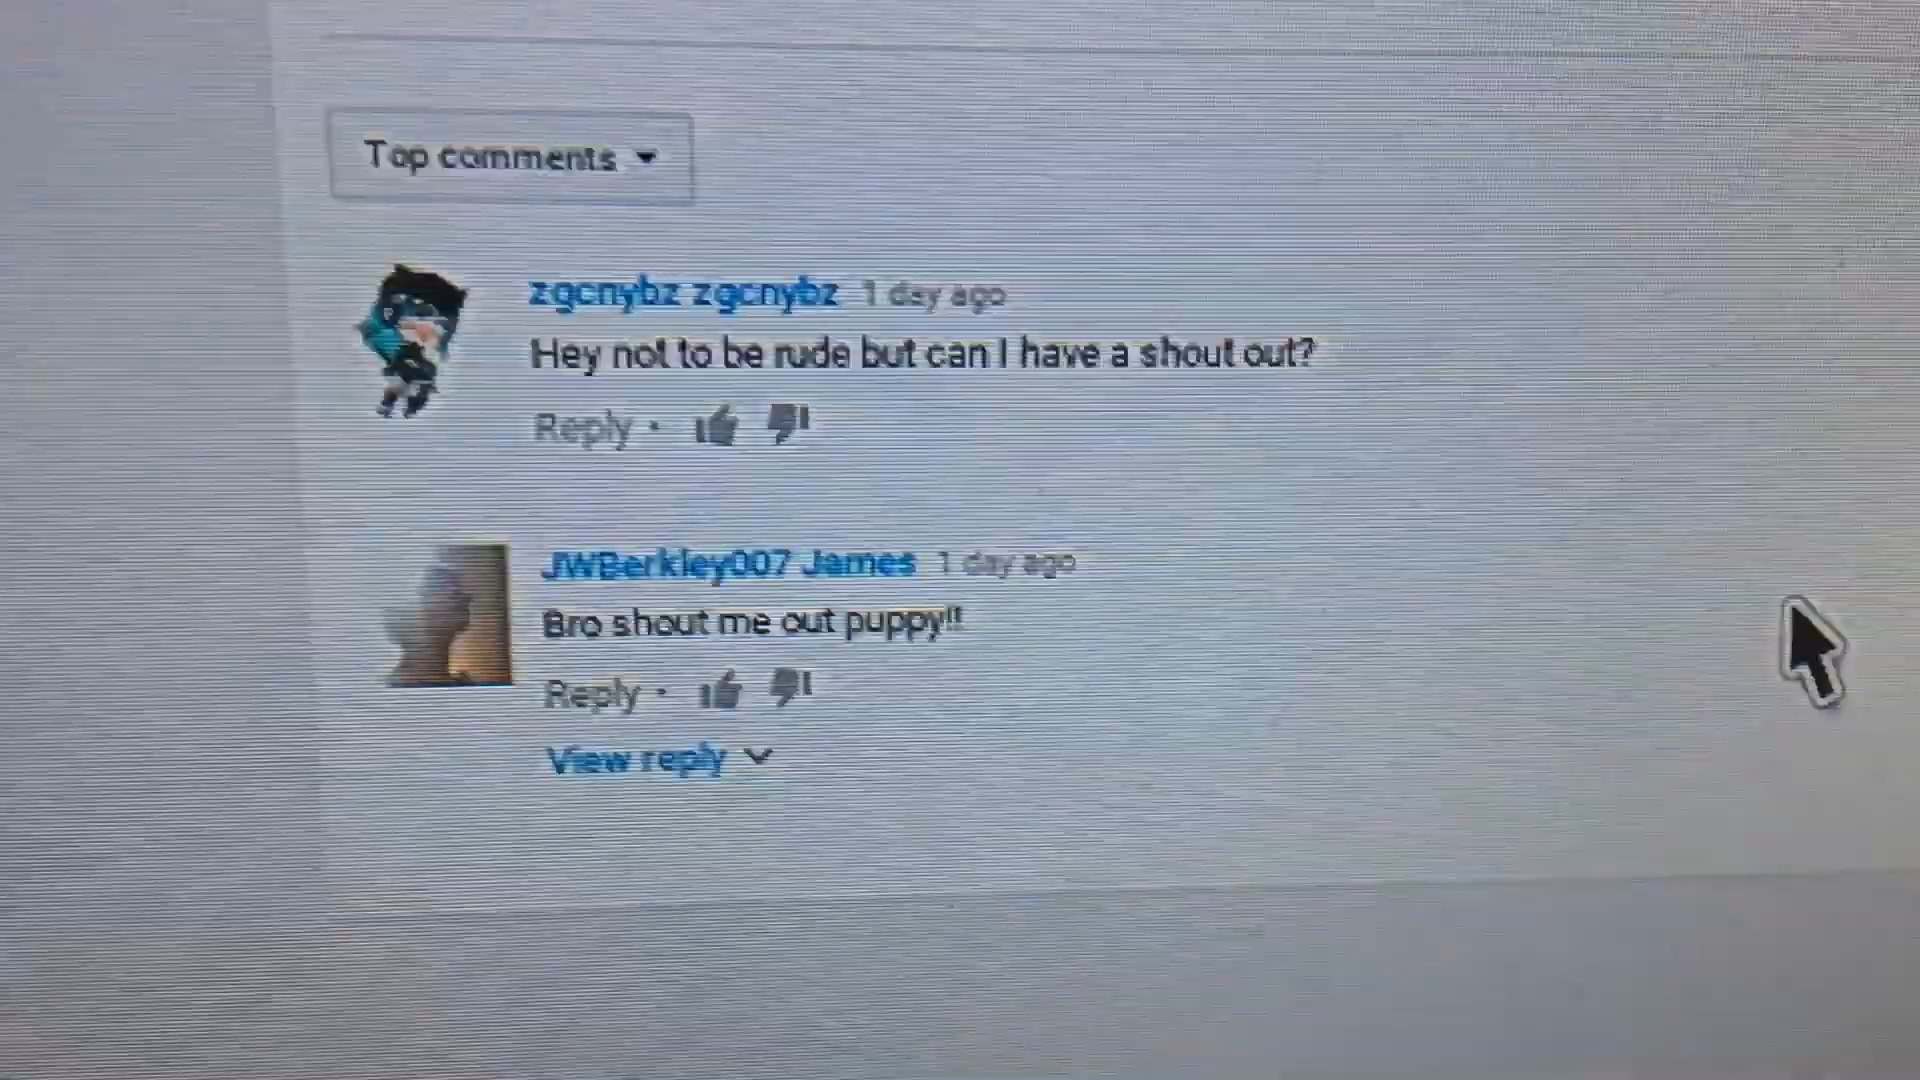 Top comments
zgcnybz zgcnybz 1 day ago
Hey not to be rude but can I have a shout out?
Reply •
JWBerkley007 James 1 day ago
Bro shout me out puppy!!
Reply •
View reply